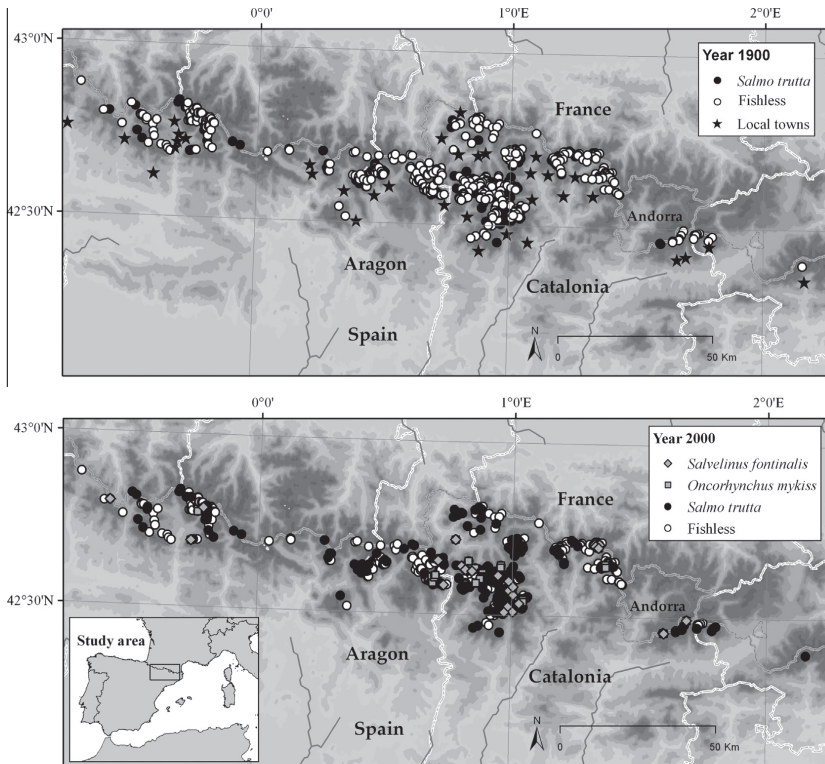 0°0' 1°0'E 2°0'E
43°0'N
Year 1900
Salmo trutta
Fishless
Local towns
France
42°30'N
Andorra
Aragon
Catalonia
Spain
N
0 50 Km
0°0' 1°0'E 2°0'E
43°0'N
Year 2000
Salvelinus fontinalis
Oncorhynchus mykiss
Salmo trutta
Fishless
France
42°30'N
Andorra
Study area
Aragon
Catalonia
Spain
N
0 50 Km